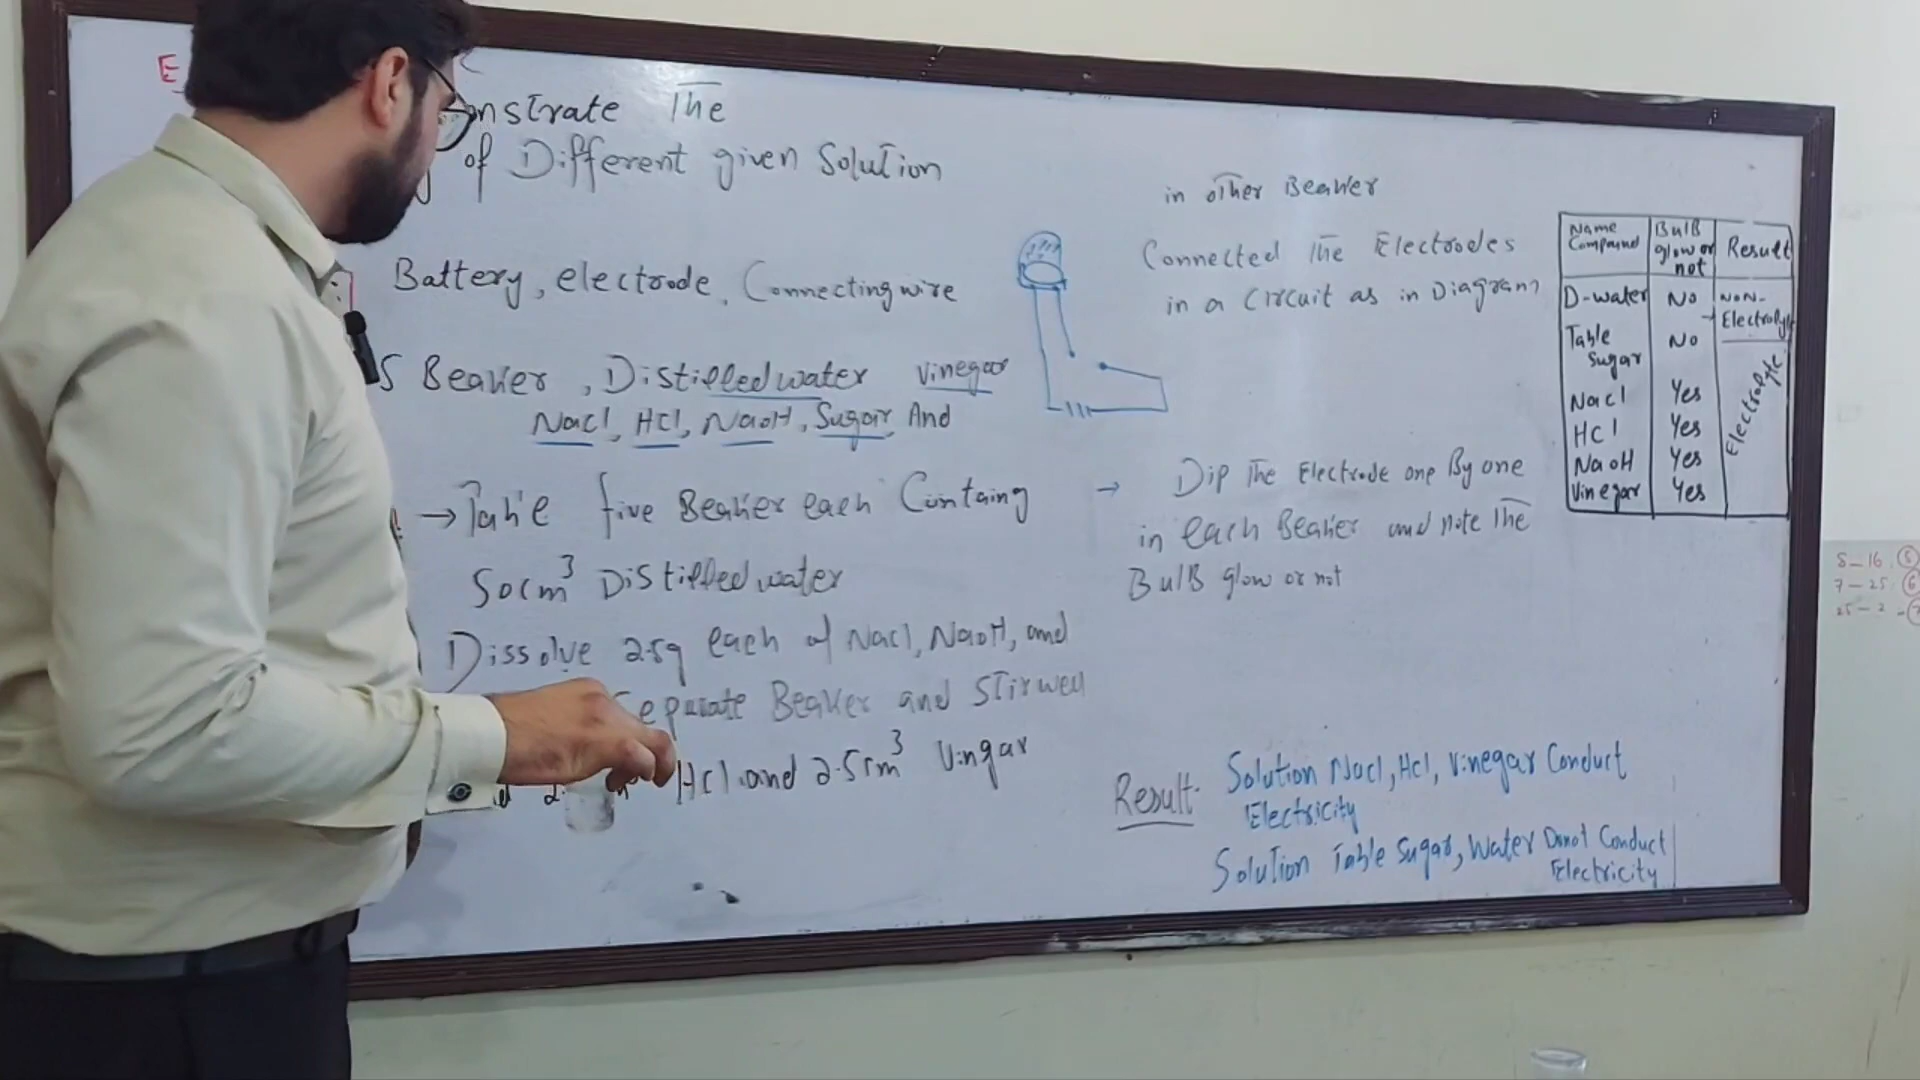 E
nstrate The
of Different given Solution
Battery, electrode, Connecting wire
5 Beaker, Distilled water vinegar
Nacl, HCl, NaoH, Sugar And
→ Take five Beaker each Containg
50cm³ Distilled water
Dissolve 2.5g each of Nacl, NaoH, and
eparate Beaker and Stir well
Hcl and 2.5cm³ Vingar
in other Beaker
Connected The Electrodes
in a Circuit as in Diagram
→ Dip The Electrode one By one
in each Beaker and note The
Bulb glow or not
Result. Solution Nacl, Hcl, Vinegar Conduct
Electricity
Solution Table Sugar, Water Donot Conduct
Electricity
Name Compound Bulb glow or not Result
D-water No Non-Electrolyte
Table Sugar No
Nacl Yes Electrolyte
HCl Yes
NaoH Yes
Vinegar Yes
7-25 6